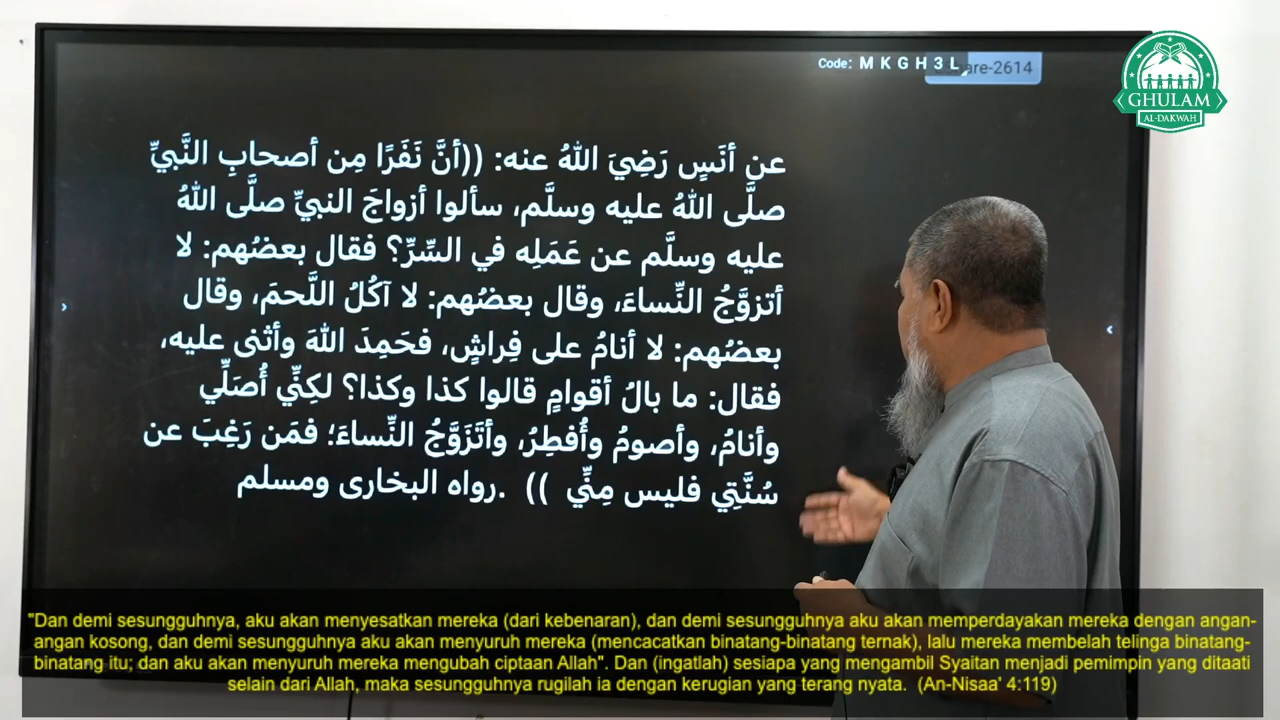 Code: M K G H 3 L
are-2614
GHULAM
AL-DAKWAH
عن أنَسٍ رَضِيَ اللهُ عنه: ((أنَّ نَفَرًا مِن أصحابِ النَّبيِّ
صلَّى اللهُ عليه وسلَّم، سألوا أزواجَ النبيِّ صلَّى اللهُ
عليه وسلَّم عن عَمَلِه في السِّرِّ؟ فقال بعضُهم: لا
أتزوَّجُ النِّساءَ، وقال بعضُهم: لا آكُلُ اللَّحمَ، وقال
بعضُهم: لا أنامُ على فِراشٍ، فحَمِدَ اللهَ وأثنى عليه،
فقال: ما بالُ أقوامٍ قالوا كذا وكذا؟ لكِنِّي أُصَلِّي
وأنامُ، وأصومُ وأُفطِرُ، وأتَزَوَّجُ النِّساءَ؛ فمَن رَغِبَ عن
سُنَّتِي فليس مِنِّي )) .رواه البخارى ومسلم
"Dan demi sesungguhnya, aku akan menyesatkan mereka (dari kebenaran), dan demi sesungguhnya aku akan memperdayakan mereka dengan angan-
angan kosong, dan demi sesungguhnya aku akan menyuruh mereka (mencacatkan binatang-binatang ternak), lalu mereka membelah telinga binatang-
binatang itu; dan aku akan menyuruh mereka mengubah ciptaan Allah". Dan (ingatlah) sesiapa yang mengambil Syaitan menjadi pemimpin yang ditaati
selain dari Allah, maka sesungguhnya rugilah ia dengan kerugian yang terang nyata. (An-Nisaa' 4:119)